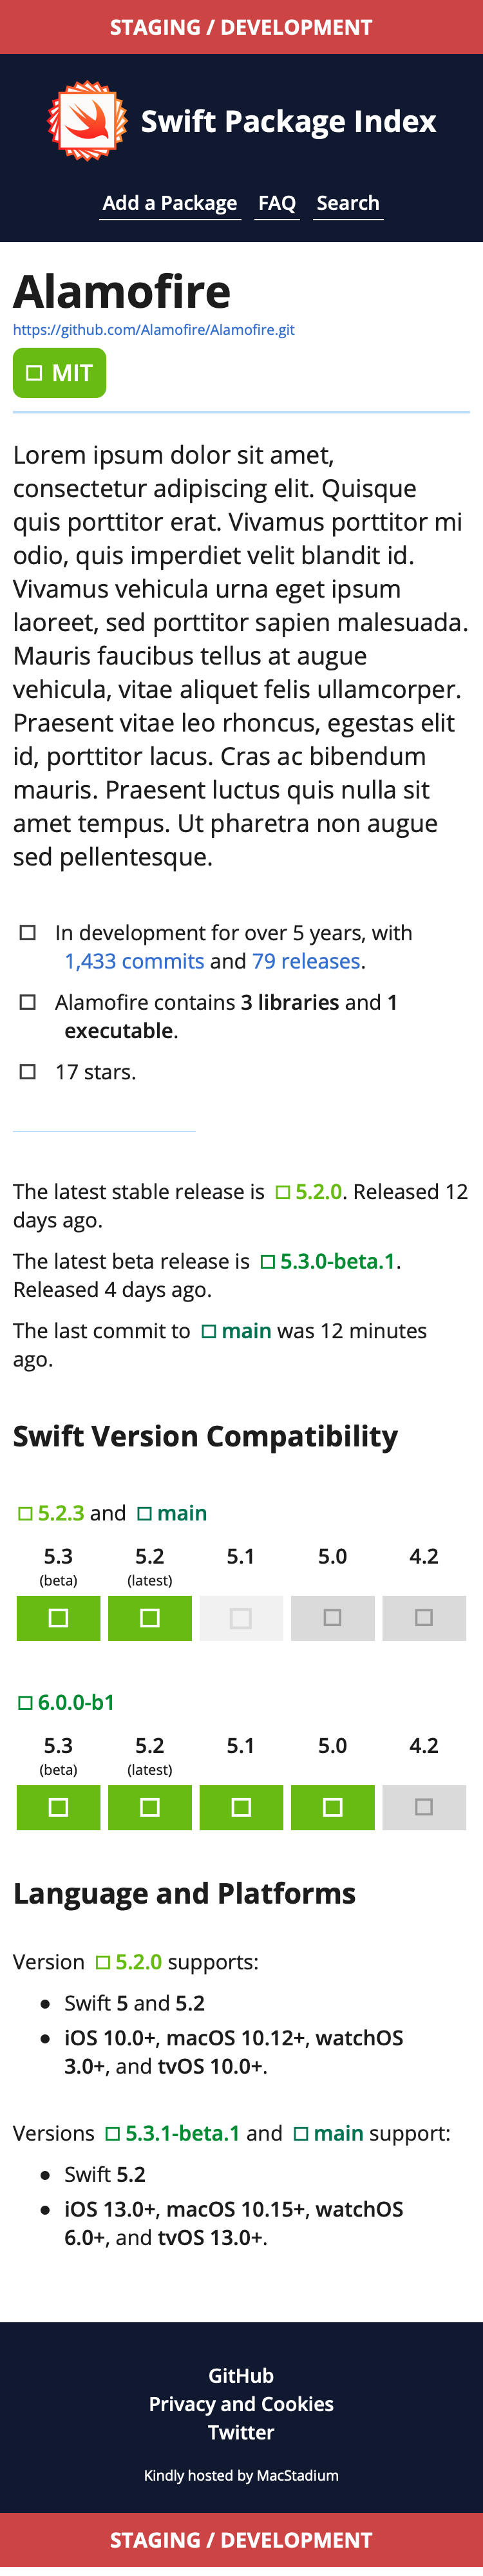 STAGING / DEVELOPMENT
Swift Package Index
Add a Package FAQ Search
Alamofire
https://github.com/Alamofire/Alamofire.git
MIT
Lorem ipsum dolor sit amet,
consectetur adipiscing elit. Quisque
quis porttitor erat. Vivamus porttitor mi
odio, quis imperdiet velit blandit id.
Vivamus vehicula urna eget ipsum
laoreet, sed porttitor sapien malesuada.
Mauris faucibus tellus at augue
vehicula, vitae aliquet felis ullamcorper.
Praesent vitae leo rhoncus, egestas elit
id, porttitor lacus. Cras ac bibendum
mauris. Praesent luctus quis nulla sit
amet tempus. Ut pharetra non augue
sed pellentesque.
In development for over 5 years, with
1,433 commits and 79 releases.
Alamofire contains 3 libraries and 1
executable.
17 stars.
The latest stable release is 5.2.0. Released 12
days ago.
The latest beta release is 5.3.0-beta.1.
Released 4 days ago.
The last commit to main was 12 minutes
ago.
Swift Version Compatibility
5.2.3 and main
5.3 5.2 5.1 5.0 4.2
(beta) (latest)
6.0.0-b1
5.3 5.2 5.1 5.0 4.2
(beta) (latest)
Language and Platforms
Version 5.2.0 supports:
• Swift 5 and 5.2
• iOS 10.0+, macOS 10.12+, watchOS
3.0+, and tvOS 10.0+.
Versions 5.3.1-beta.1 and main support:
• Swift 5.2
• iOS 13.0+, macOS 10.15+, watchOS
6.0+, and tvOS 13.0+.
GitHub
Privacy and Cookies
Twitter
Kindly hosted by MacStadium
STAGING / DEVELOPMENT